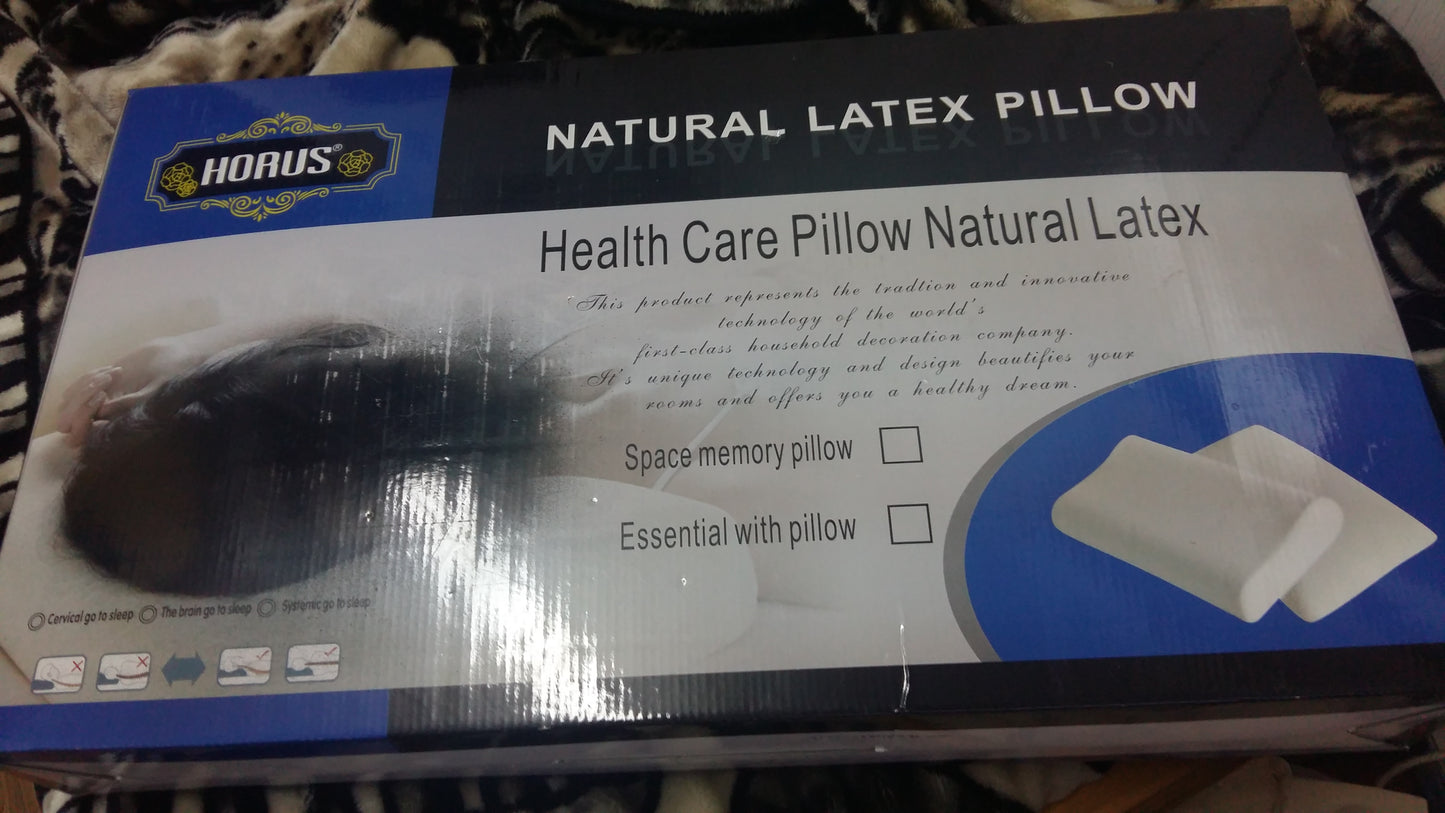 HORUS®
NATURAL LATEX PILLOW
Health Care Pillow Natural Latex
This product represents the tradtion and innovative
technology of the world's
first-class household decoration company.
It's unique technology and design beautifies your
rooms and offers you a healthy dream.
Space memory pillow
Essential with pillow
Cervical go to sleep The brain go to sleep Systemic go to sleep